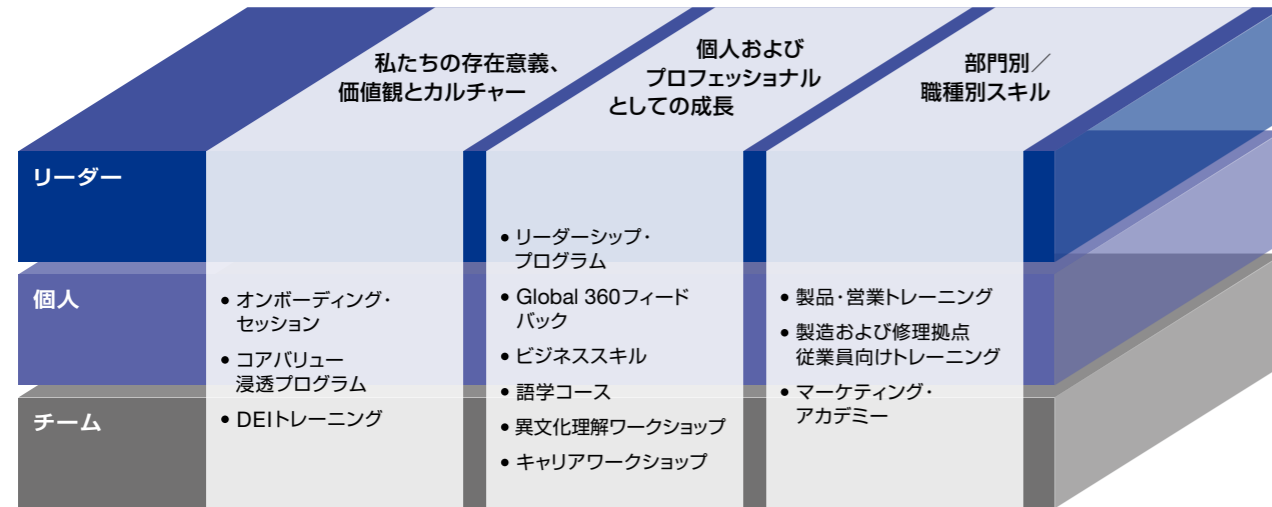 私たちの存在意義、
価値観とカルチャー
個人および
プロフェッショナル
としての成長
部門別／
職種別スキル
リーダー
個人
チーム
• オンボーディング・
セッション
• コアバリュー
浸透プログラム
• DEIトレーニング
• リーダーシップ・
プログラム
• Global 360フィード
バック
• ビジネススキル
• 語学コース
• 異文化理解ワークショップ
• キャリアワークショップ
• 製品・営業トレーニング
• 製造および修理拠点
従業員向けトレーニング
• マーケティング・
アカデミー